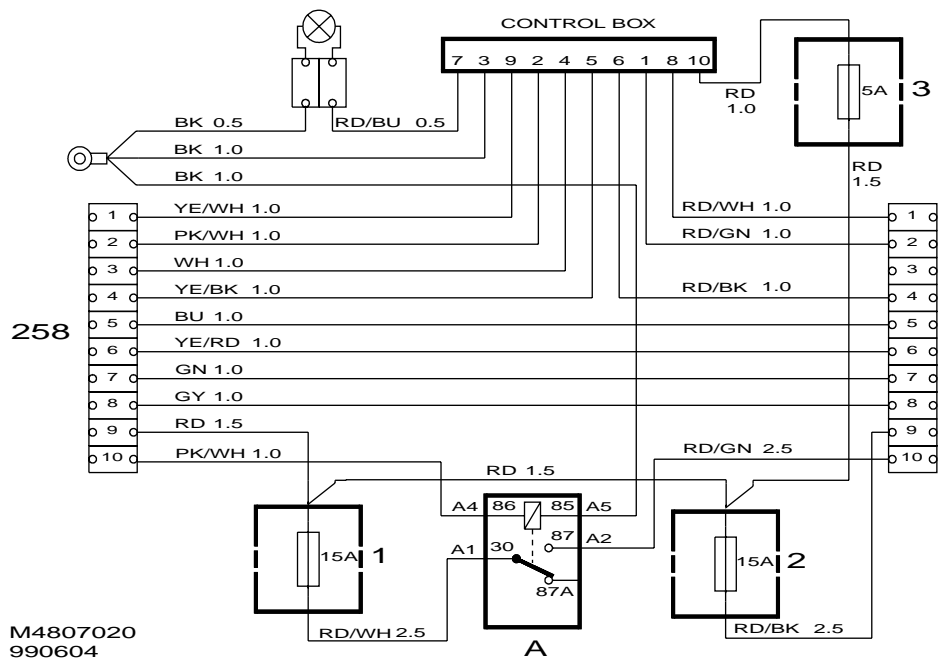 CONTROL BOX
7 3 9 2 4 5 6 1 8 10
RD
1.0
5A
3
BK 0.5
RD/BU 0.5
BK 1.0
BK 1.0
RD
1.5
1 YE/WH 1.0 RD/WH 1.0 1
2 PK/WH 1.0 RD/GN 1.0 2
3 WH 1.0 3
4 YE/BK 1.0 RD/BK 1.0 4
258
5 BU 1.0 5
6 YE/RD 1.0 6
7 GN 1.0 7
8 GY 1.0 8
9 RD 1.5 9
10 PK/WH 1.0 RD/GN 2.5 10
RD 1.5
A4 86 85 A5
87 A2
A1 30
87A
15A 1
15A 2
RD/WH 2.5
RD/BK 2.5
A
M4807020
990604